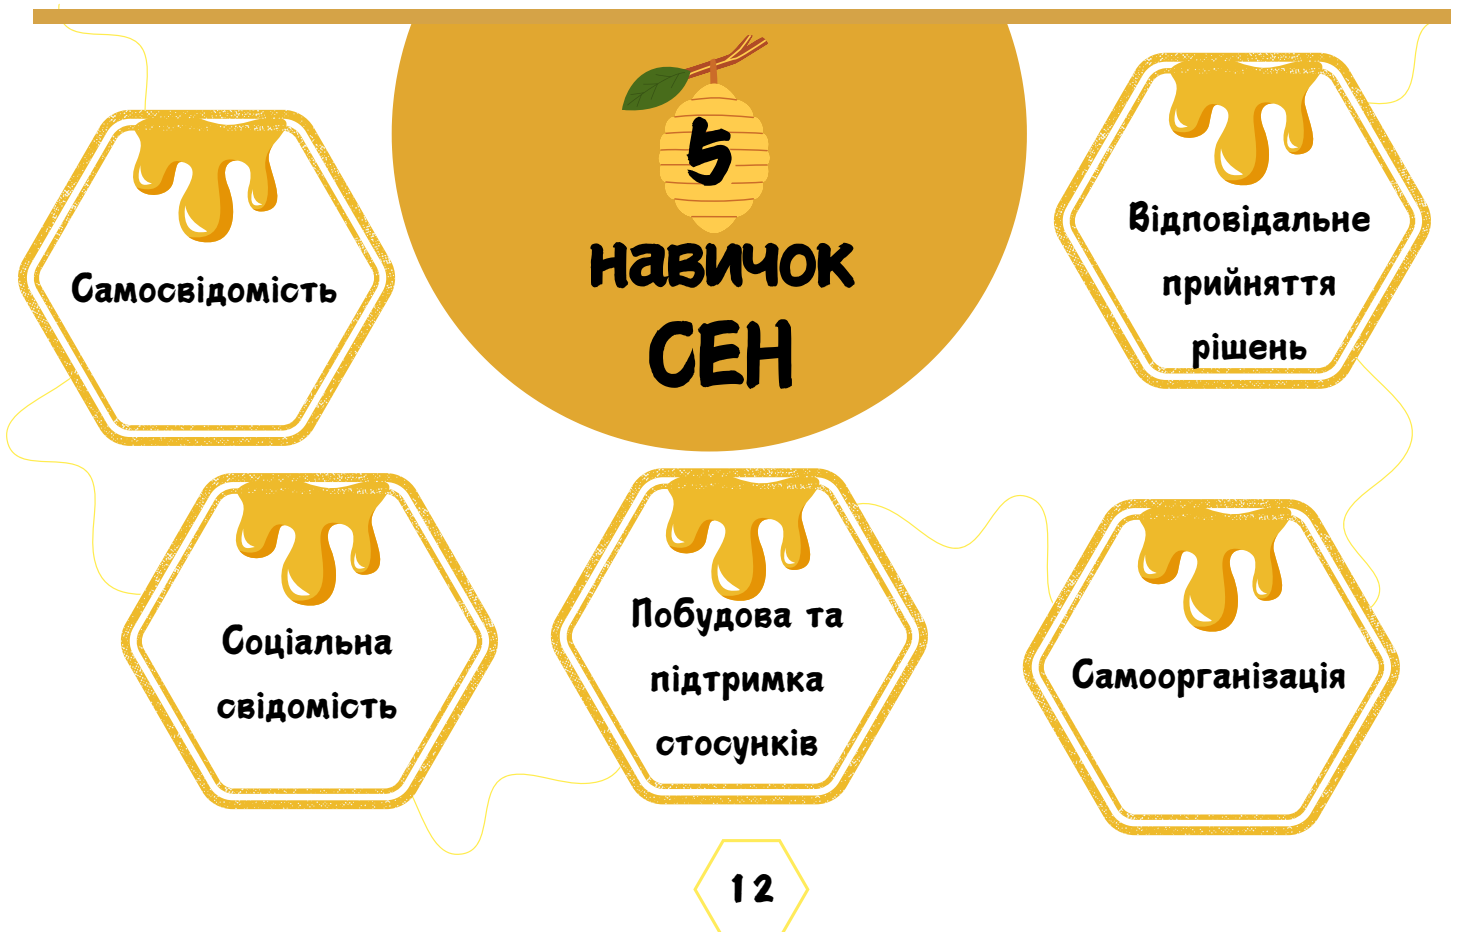 5
навичок
СЕН
Самосвідомість
Соціальна
свідомість
Побудова та
підтримка
стосунків
Самоорганізація
Відповідальне
прийняття
рішень
12